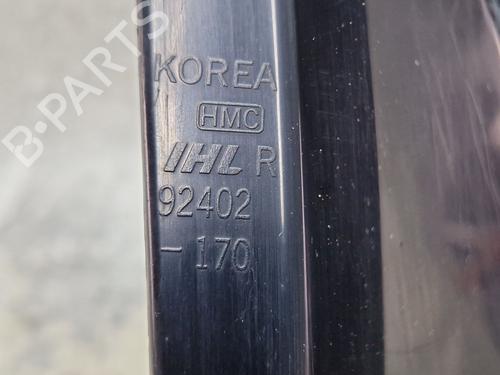 KOREA
HMC
IHL R
92402
- 170
B-PARTS